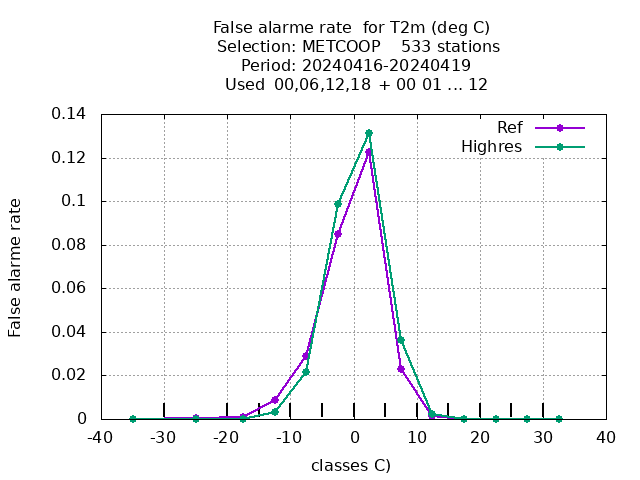 False alarme rate  for T2m (deg C)
Selection: METCOOP    533 stations
Period: 20240416-20240419
Used  00,06,12,18  + 00 01 ... 12
Ref
Highres
False alarme rate
0.14
0.12
0.1
0.08
0.06
0.04
0.02
0
-40 -30 -20 -10 0 10 20 30 40
classes C)